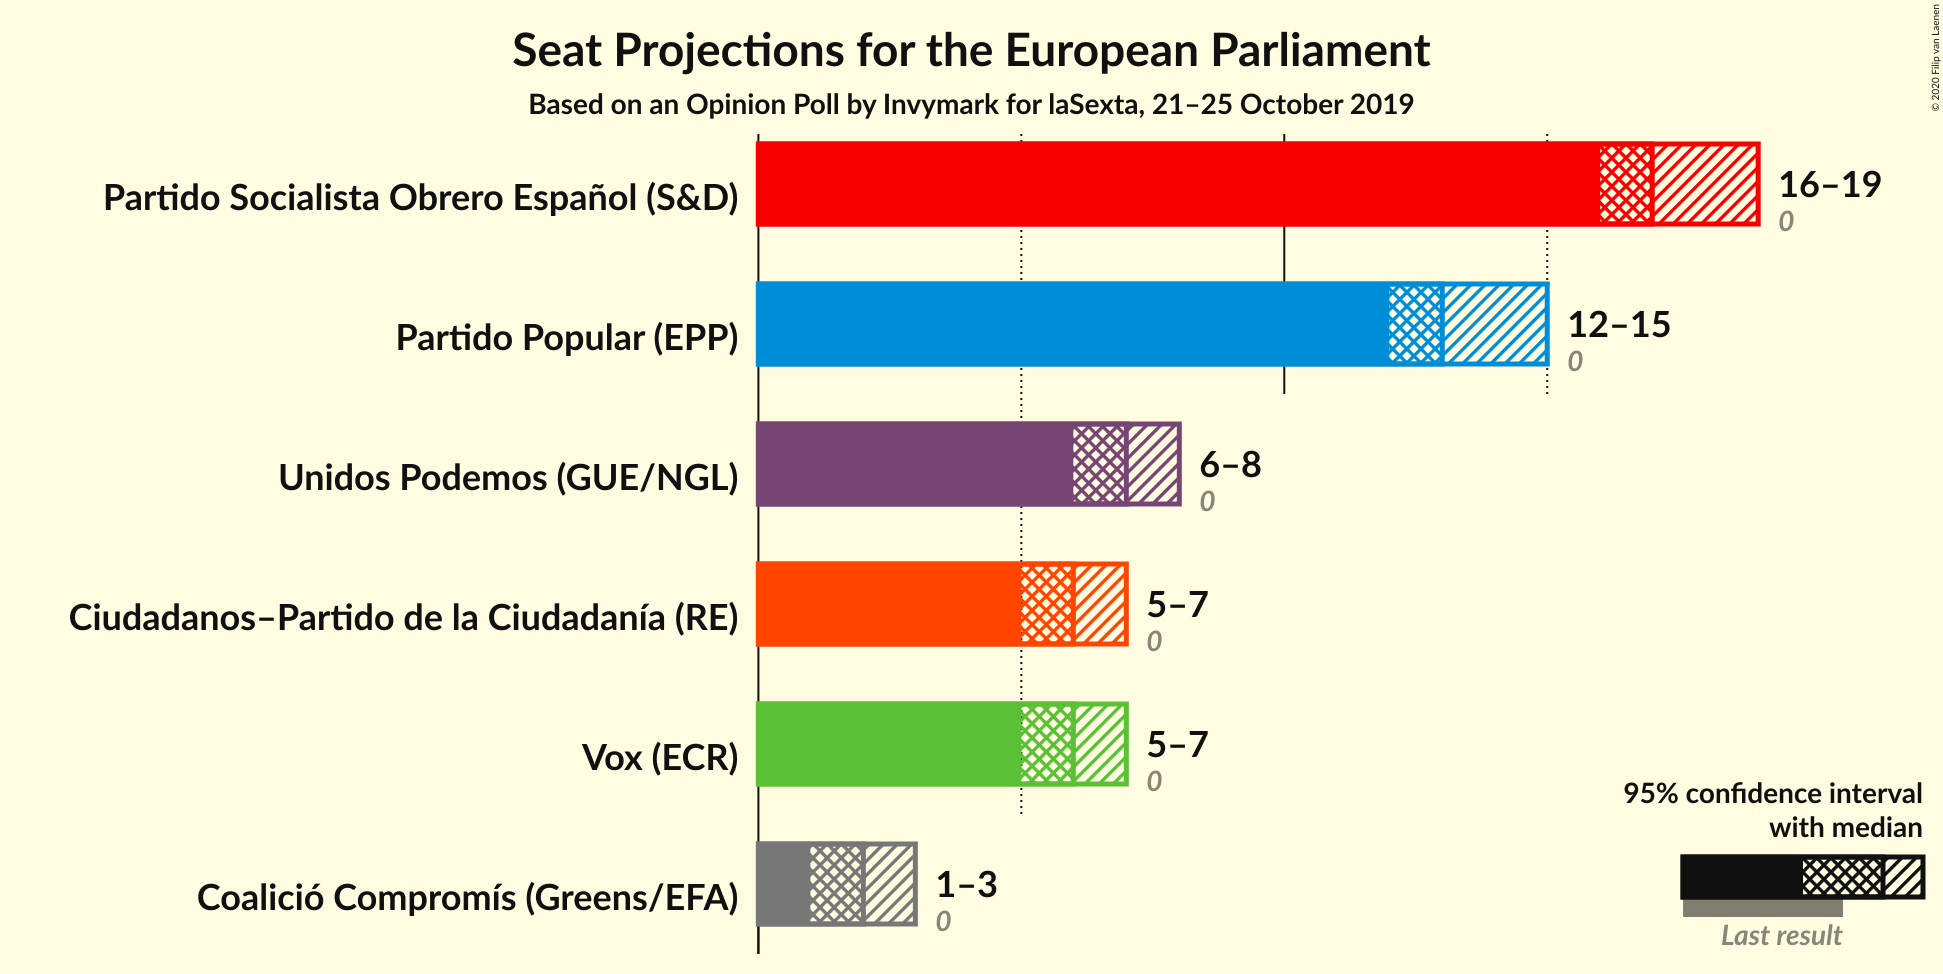 Seat Projections for the European Parliament
Based on an Opinion Poll by Invymark for laSexta, 21–25 October 2019
© 2020 Filip van Laenen
Partido Socialista Obrero Español (S&D)
16–19
0
Partido Popular (EPP)
12–15
0
Unidos Podemos (GUE/NGL)
6–8
0
Ciudadanos–Partido de la Ciudadanía (RE)
5–7
0
Vox (ECR)
5–7
0
Coalició Compromís (Greens/EFA)
1–3
0
95% confidence interval
with median
Last result